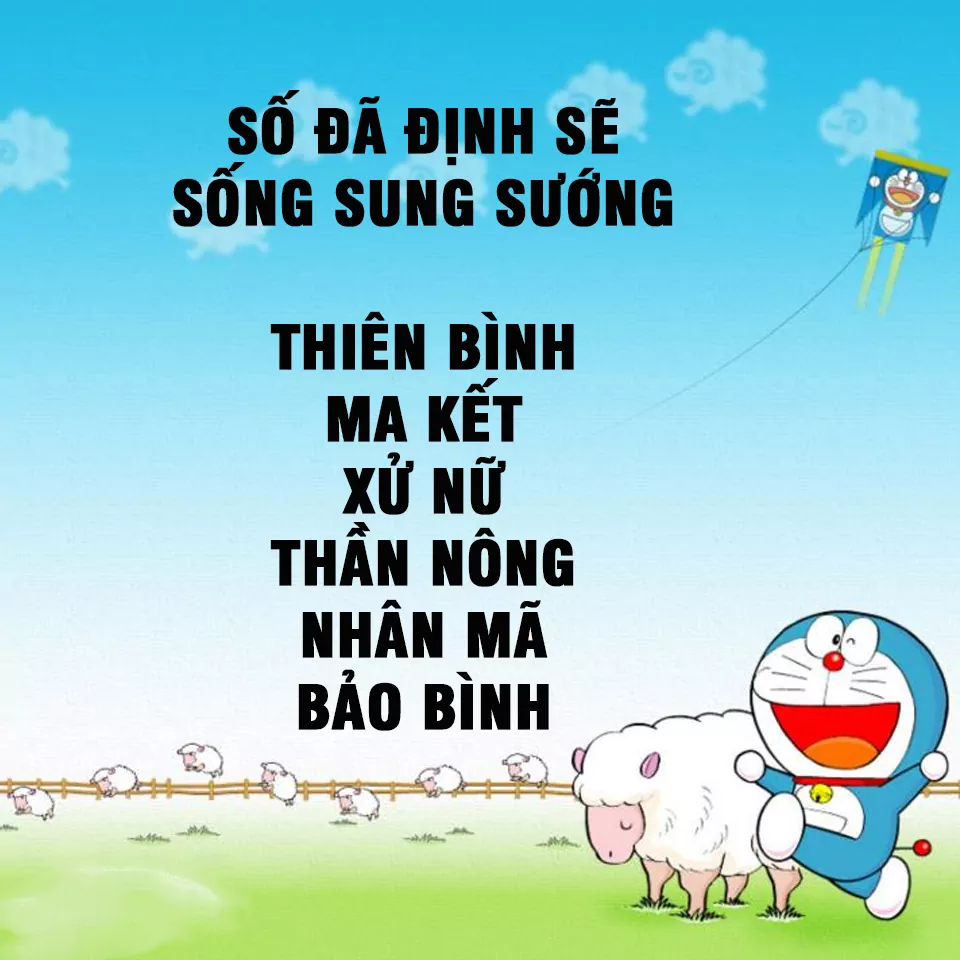 SỐ ĐÃ ĐỊNH SẼ
SỐNG SUNG SƯỚNG
THIÊN BÌNH
MA KẾT
XỬ NỮ
THẦN NÔNG
NHÂN MÃ
BẢO BÌNH